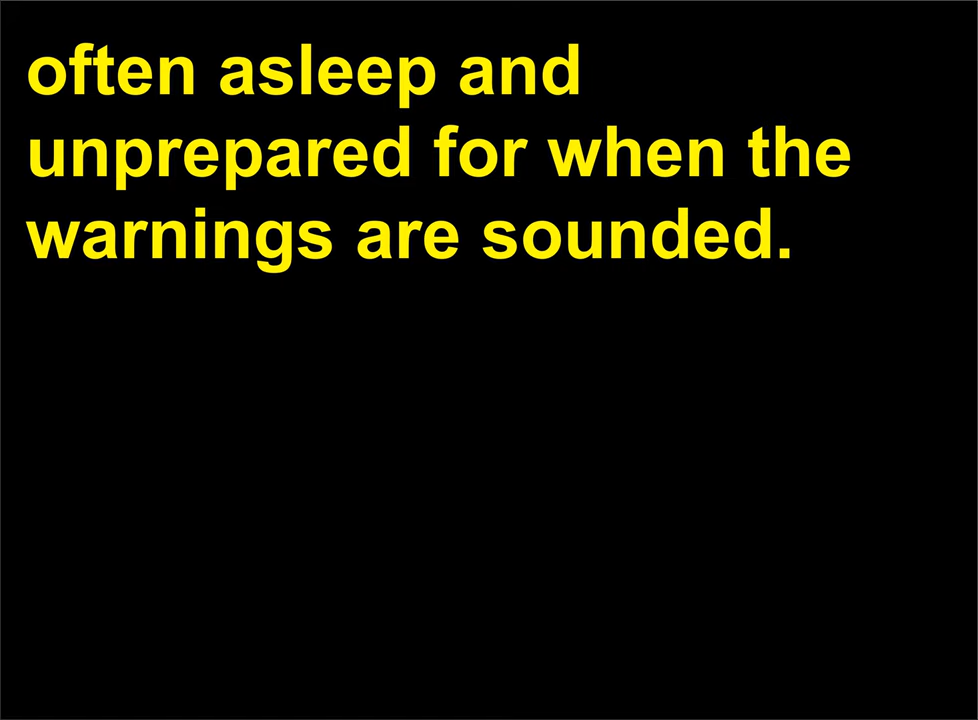 often asleep and
unprepared for when the
warnings are sounded.